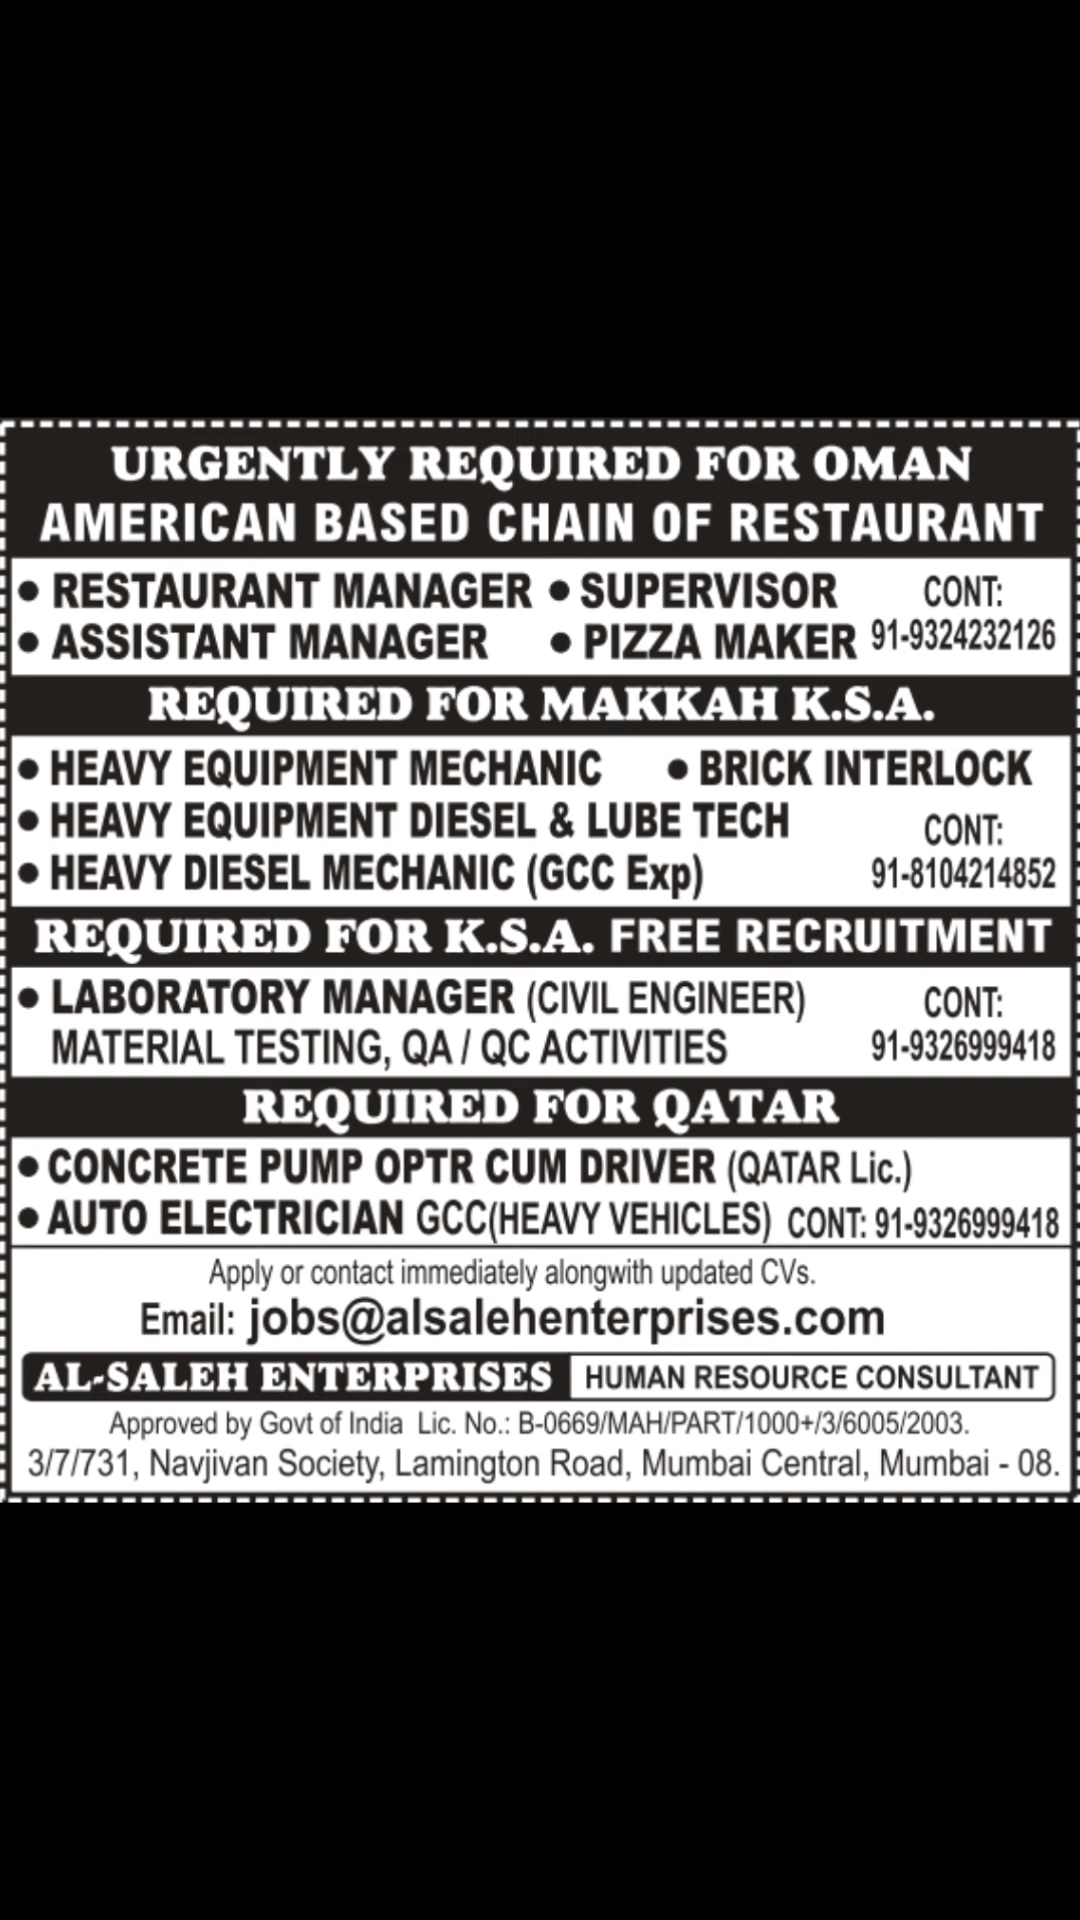 URGENTLY REQUIRED FOR OMAN
AMERICAN BASED CHAIN OF RESTAURANT
• RESTAURANT MANAGER • SUPERVISOR CONT:
• ASSISTANT MANAGER • PIZZA MAKER 91-9324232126
REQUIRED FOR MAKKAH K.S.A.
• HEAVY EQUIPMENT MECHANIC • BRICK INTERLOCK
• HEAVY EQUIPMENT DIESEL & LUBE TECH CONT:
• HEAVY DIESEL MECHANIC (GCC Exp) 91-8104214852
REQUIRED FOR K.S.A. FREE RECRUITMENT
• LABORATORY MANAGER (CIVIL ENGINEER) CONT:
MATERIAL TESTING, QA / QC ACTIVITIES 91-9326999418
REQUIRED FOR QATAR
• CONCRETE PUMP OPTR CUM DRIVER (QATAR Lic.)
• AUTO ELECTRICIAN GCC(HEAVY VEHICLES) CONT: 91-9326999418
Apply or contact immediately alongwith updated CVs.
Email: jobs@alsalehenterprises.com
AL-SALEH ENTERPRISES HUMAN RESOURCE CONSULTANT
Approved by Govt of India Lic. No.: B-0669/MAH/PART/1000+/3/6005/2003.
3/7/731, Navjivan Society, Lamington Road, Mumbai Central, Mumbai - 08.